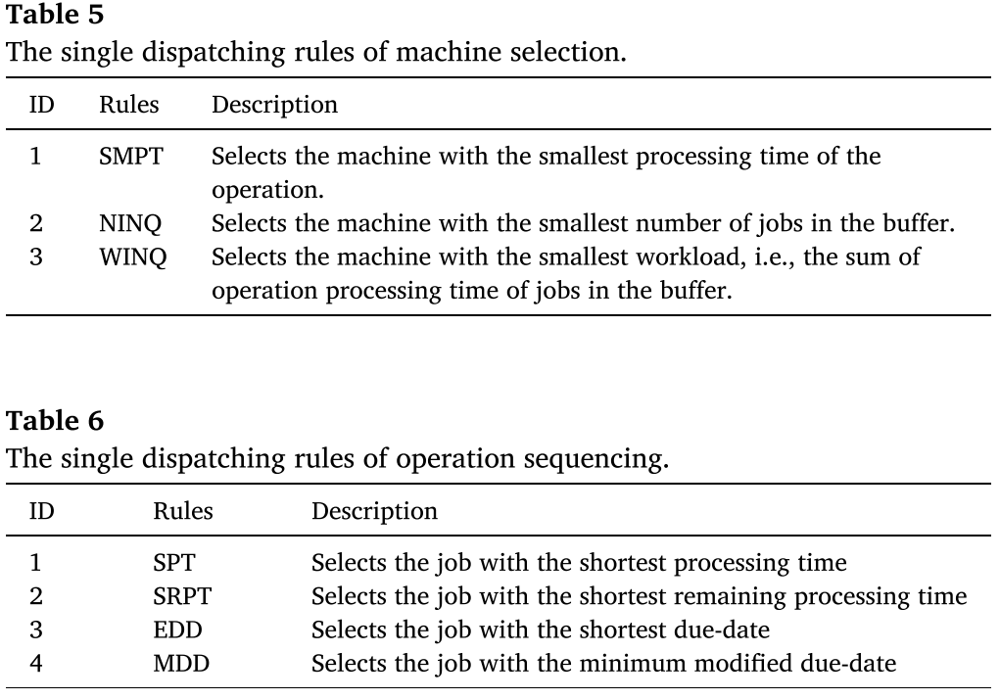 Table 5
The single dispatching rules of machine selection.
ID Rules Description
1 SMPT Selects the machine with the smallest processing time of the
operation.
2 NINQ Selects the machine with the smallest number of jobs in the buffer.
3 WINQ Selects the machine with the smallest workload, i.e., the sum of
operation processing time of jobs in the buffer.
Table 6
The single dispatching rules of operation sequencing.
ID Rules Description
1 SPT Selects the job with the shortest processing time
2 SRPT Selects the job with the shortest remaining processing time
3 EDD Selects the job with the shortest due-date
4 MDD Selects the job with the minimum modified due-date